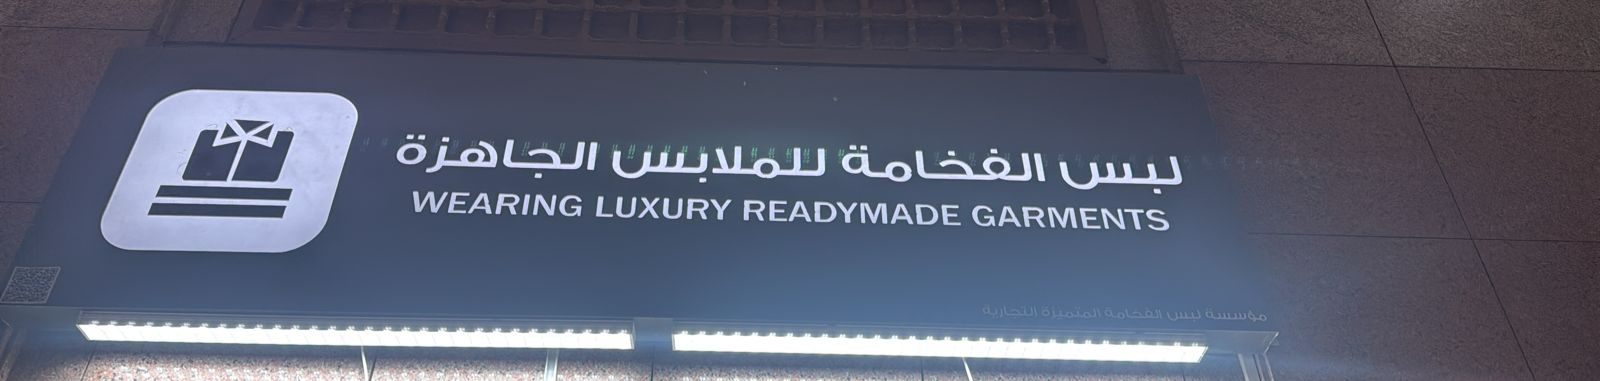 لبس الفخامة للملابس الجاهزة
WEARING LUXURY READYMADE GARMENTS
مؤسسة لبس الفخامة المتميزة التجارية